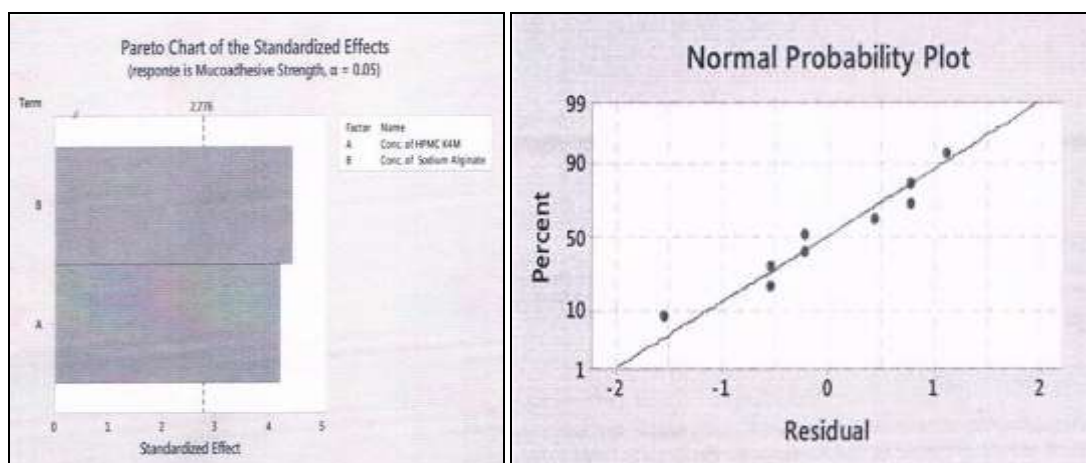 Pareto Chart of the Standardized Effects
(response is Mucoadhesive Strength, α = 0.05)
Term
2.776
Factor Name
A Conc. of HPMC K4M
B Conc. of Sodium Alginate
B
A
0 1 2 3 4 5
Standardized Effect
Normal Probability Plot
99
90
50
10
1
Percent
-2 -1 0 1 2
Residual